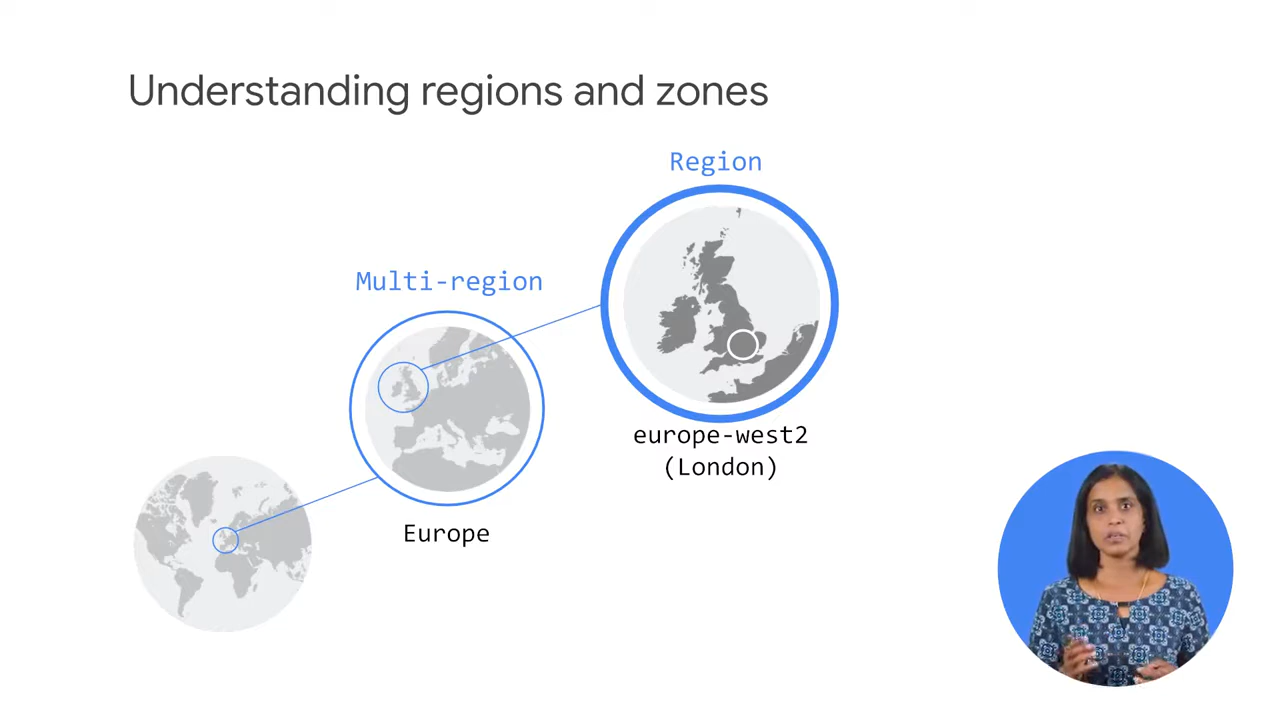 Understanding regions and zones
Region
Multi-region
europe-west2
(London)
Europe